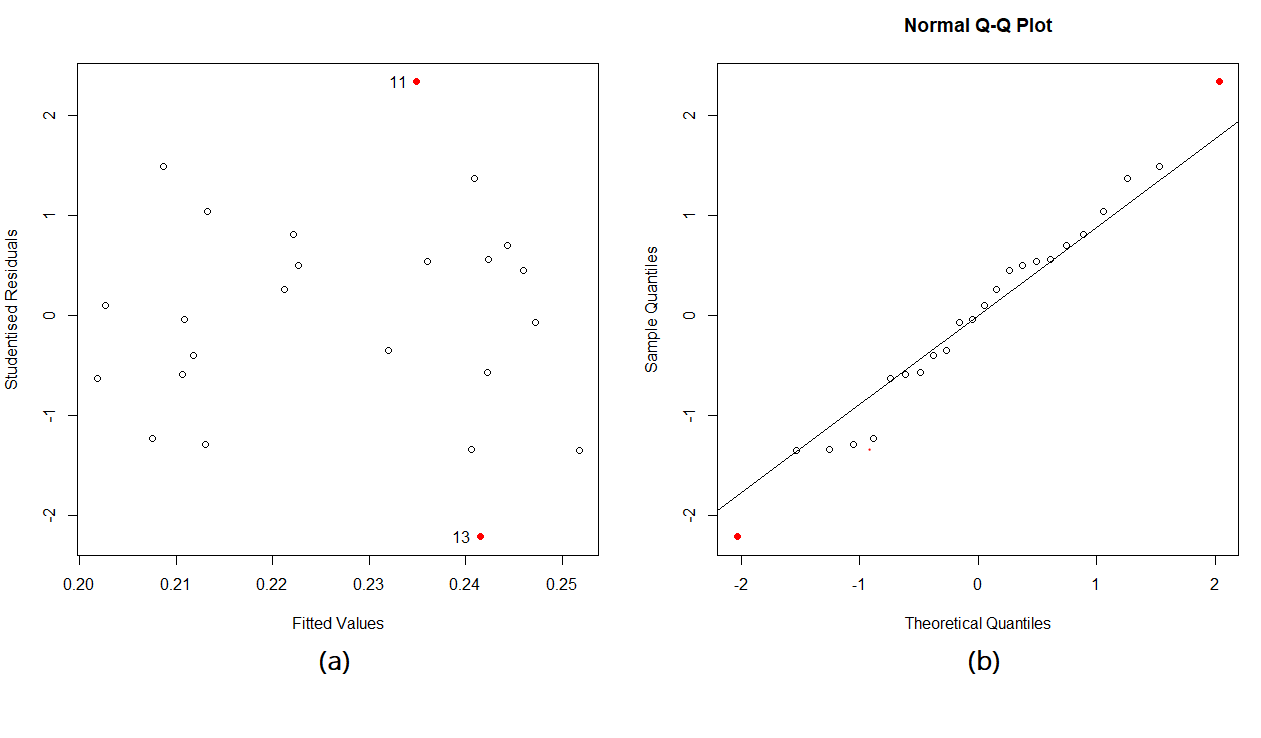 Normal Q-Q Plot
11
13
2
1
0
-1
-2
Studentised Residuals
0.20 0.21 0.22 0.23 0.24 0.25
Fitted Values
(a)
2
1
0
-1
-2
Sample Quantiles
-2 -1 0 1 2
Theoretical Quantiles
(b)